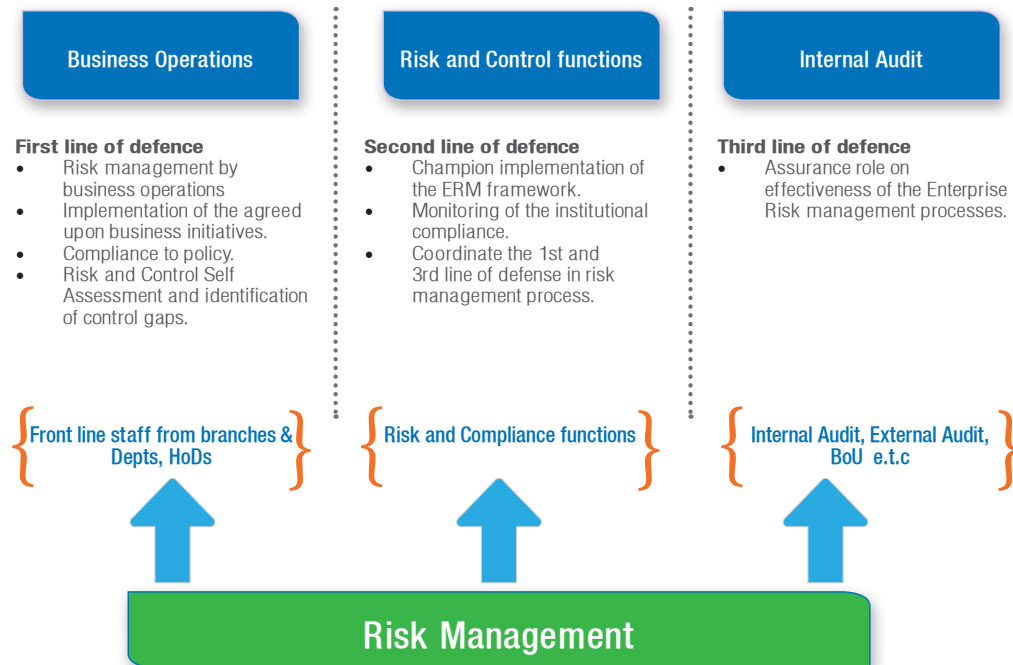 Business Operations
First line of defence
• Risk management by
business operations
• Implementation of the agreed
upon business initiatives.
• Compliance to policy.
• Risk and Control Self
Assessment and identification
of control gaps.
Front line staff from branches &
Depts, HoDs
Risk and Control functions
Second line of defence
• Champion implementation of
the ERM framework.
• Monitoring of the institutional
compliance.
• Coordinate the 1st and
3rd line of defense in risk
management process.
Risk and Compliance functions
Internal Audit
Third line of defence
• Assurance role on
effectiveness of the Enterprise
Risk management processes.
Internal Audit, External Audit,
BoU e.t.c
Risk Management